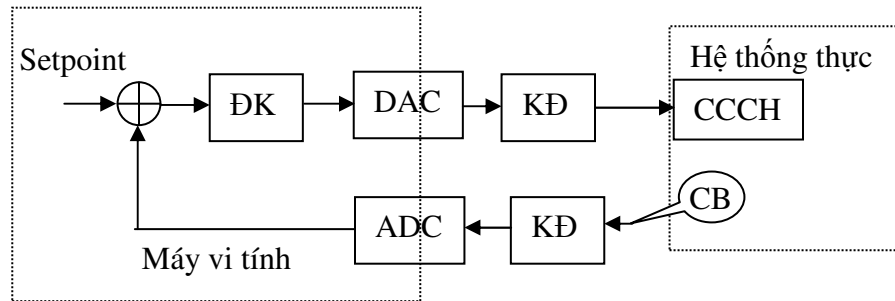 Hệ thống thực
Setpoint
ĐK
DAC
KĐ
CCCH
CB
ADC
KĐ
Máy vi tính